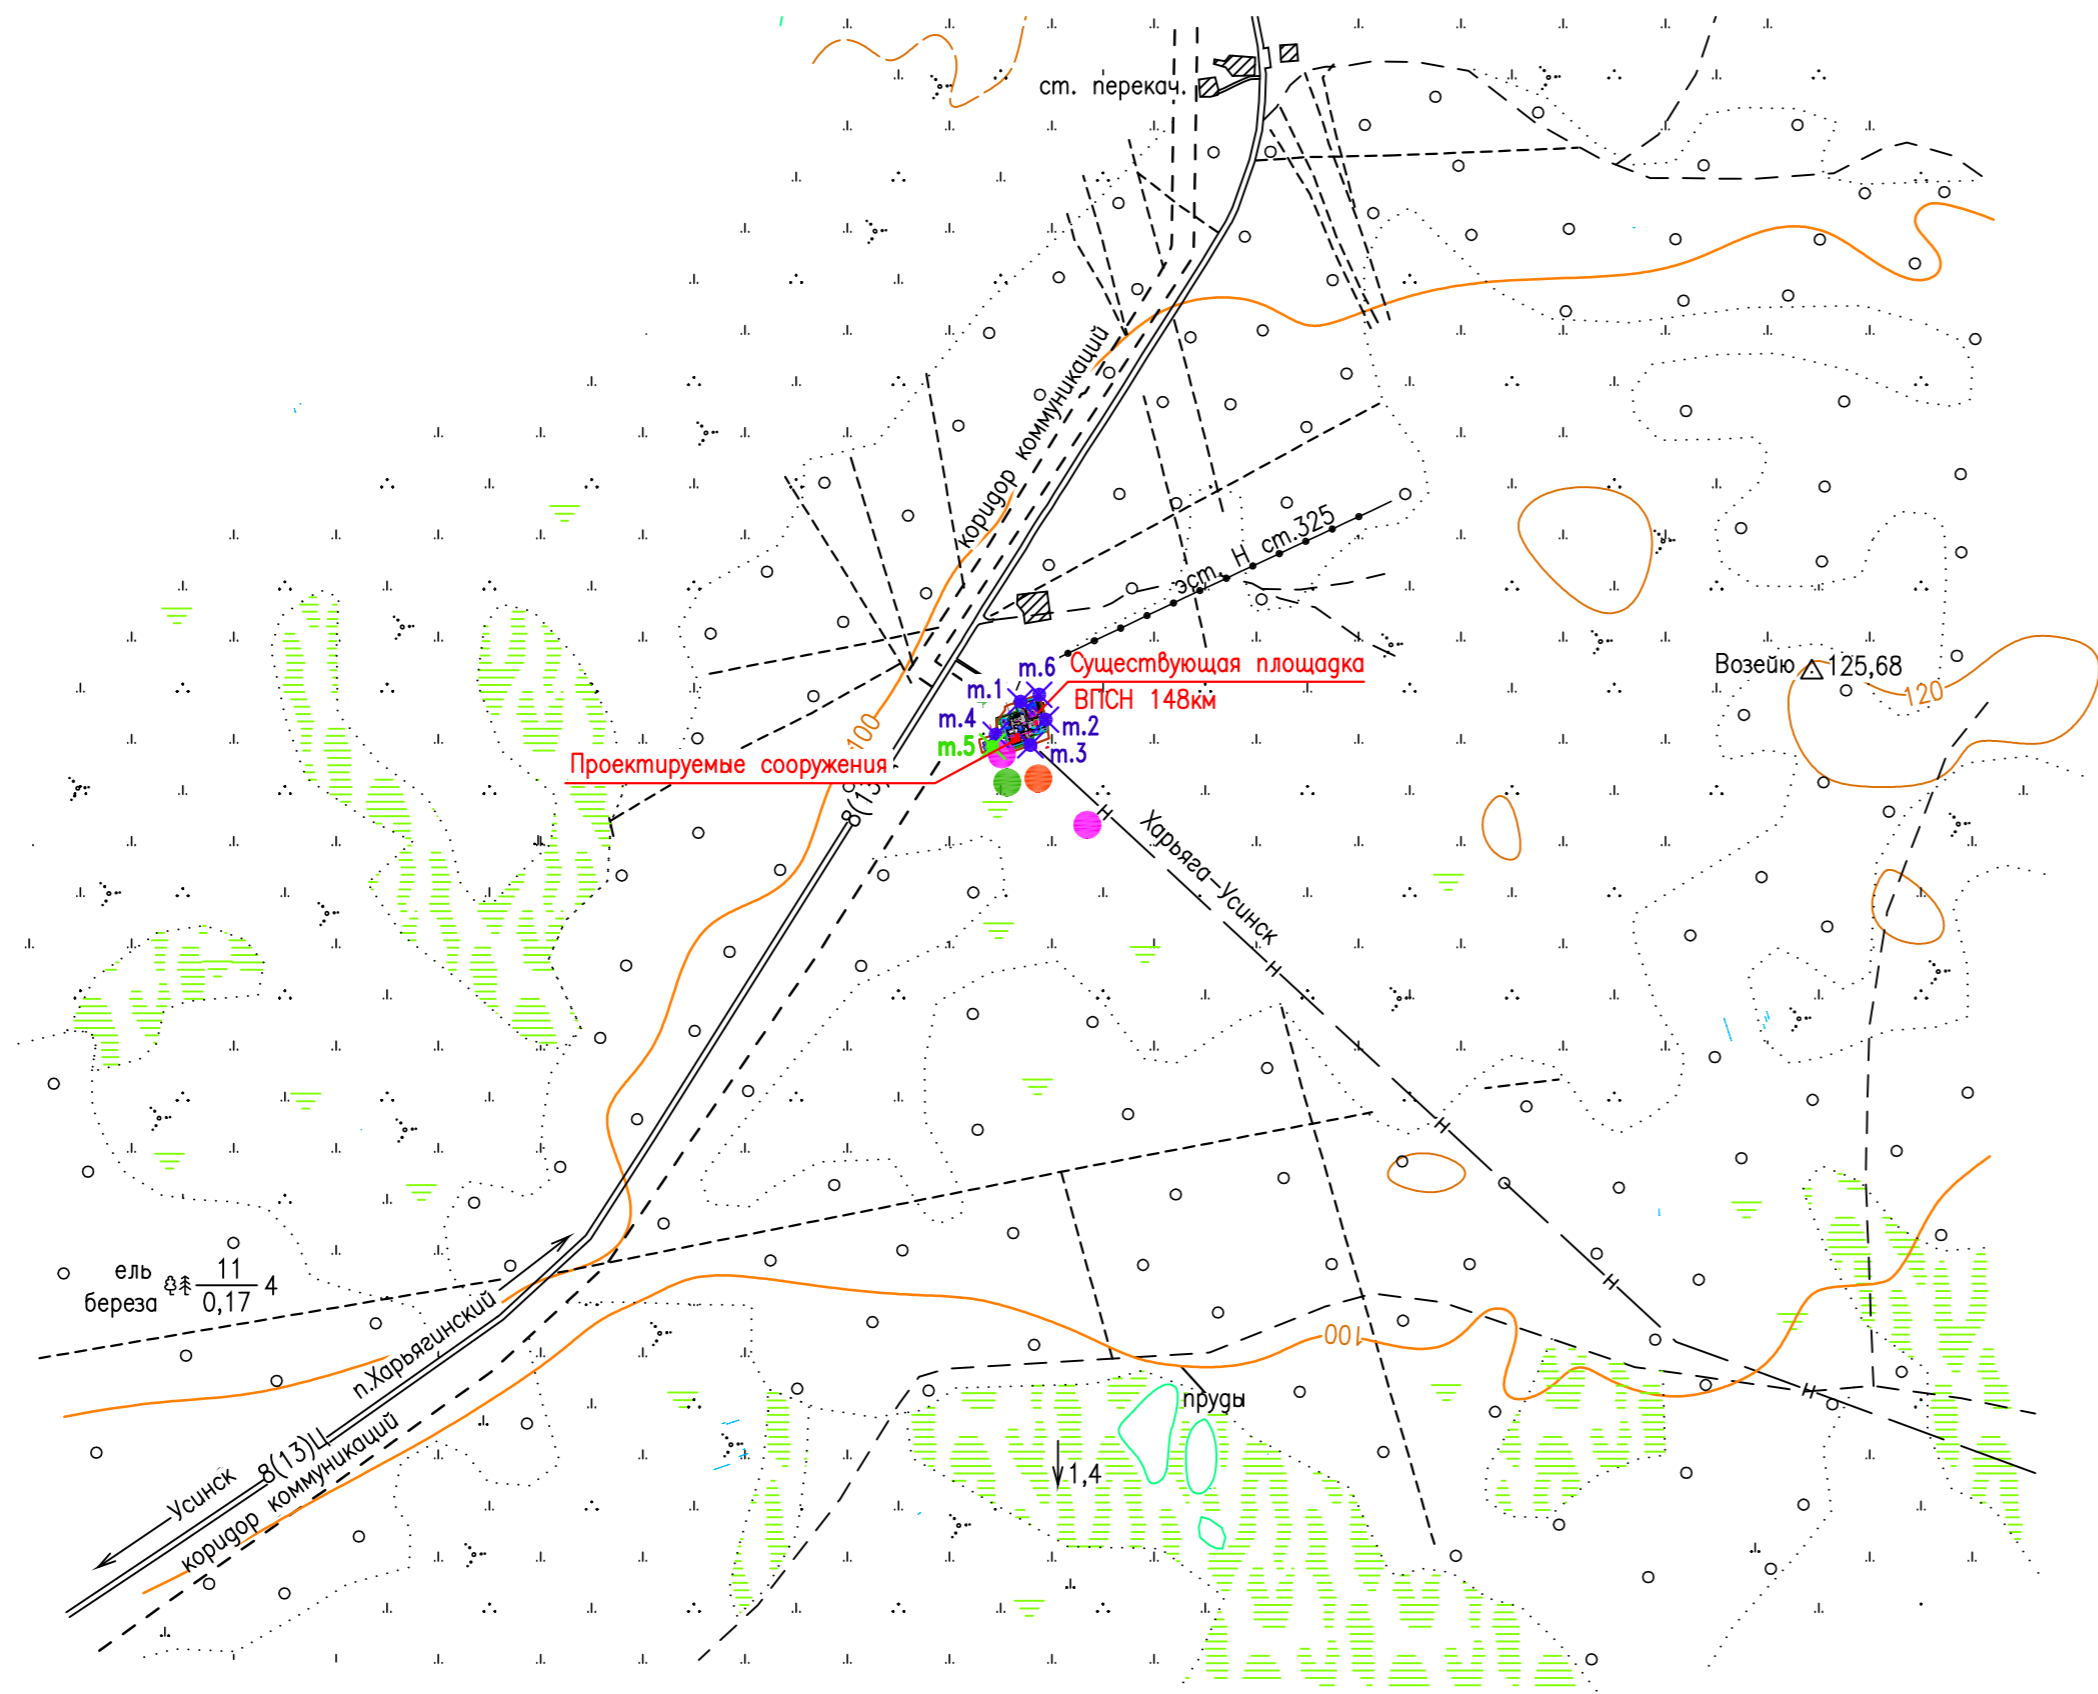 ст. перекач.
коридор коммуникаций
эст. Н ст.325
т.6
Существующая площадка
ВПСН 148км
т.1
т.4
т.2
т.5
т.3
Возейю 125,68
120
100
Проектируемые сооружения
8(13)
Н
Харьяга-Усинск
Н
Н
Н
ель
береза
11
0,17
4
п.Харьягинский
100
Н
пруды
1,4
Усинск
8(13)Ц
коридор коммуникаций